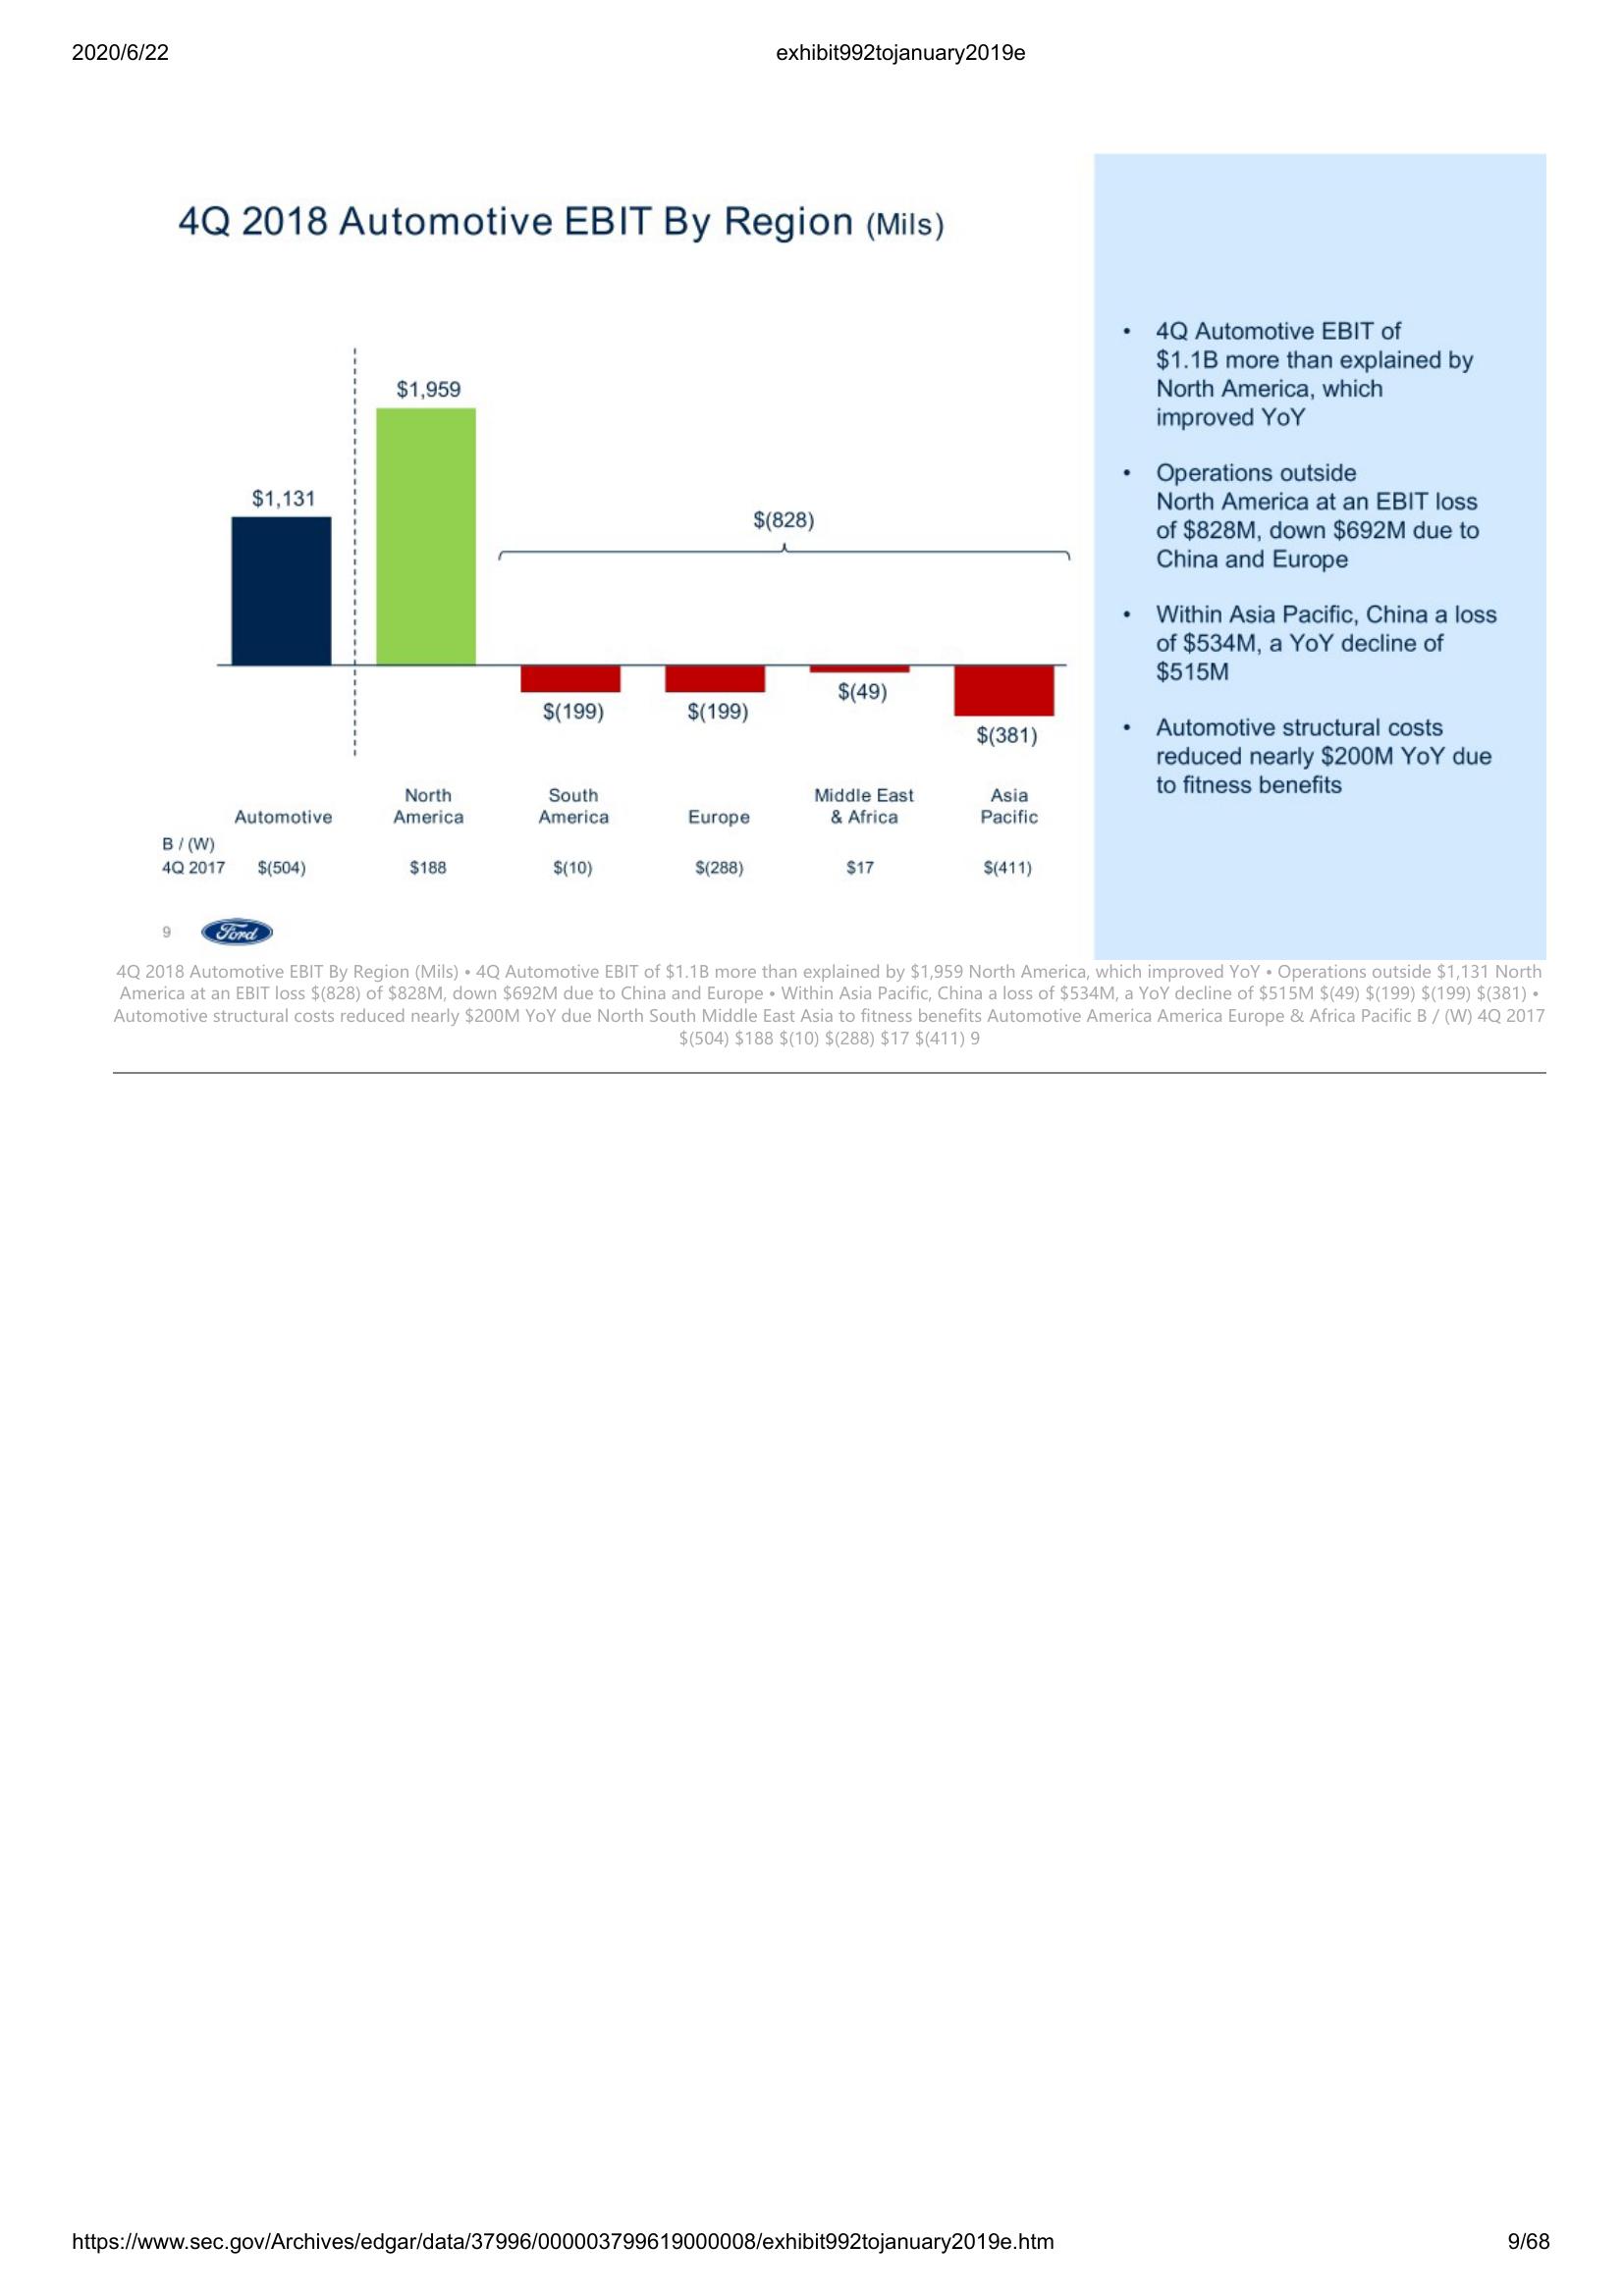 2020/6/22
exhibit992tojanuary2019e
4Q 2018 Automotive EBIT By Region (Mils)
$1,131
$1,959
$(828)
$(199)
$(199)
$(49)
$(381)
Automotive
North
America
South
America
Europe
Middle East
& Africa
Asia
Pacific
B / (W)
4Q 2017 $(504) $188 $(10) $(288) $17 $(411)
• 4Q Automotive EBIT of
$1.1B more than explained by
North America, which
improved YoY
• Operations outside
North America at an EBIT loss
of $828M, down $692M due to
China and Europe
• Within Asia Pacific, China a loss
of $534M, a YoY decline of
$515M
• Automotive structural costs
reduced nearly $200M YoY due
to fitness benefits
9
Ford
4Q 2018 Automotive EBIT By Region (Mils) • 4Q Automotive EBIT of $1.1B more than explained by $1,959 North America, which improved YoY • Operations outside $1,131 North
America at an EBIT loss $(828) of $828M, down $692M due to China and Europe • Within Asia Pacific, China a loss of $534M, a YoY decline of $515M $(49) $(199) $(199) $(381) •
Automotive structural costs reduced nearly $200M YoY due North South Middle East Asia to fitness benefits Automotive America America Europe & Africa Pacific B / (W) 4Q 2017
$(504) $188 $(10) $(288) $17 $(411) 9
https://www.sec.gov/Archives/edgar/data/37996/000003799619000008/exhibit992tojanuary2019e.htm
9/68